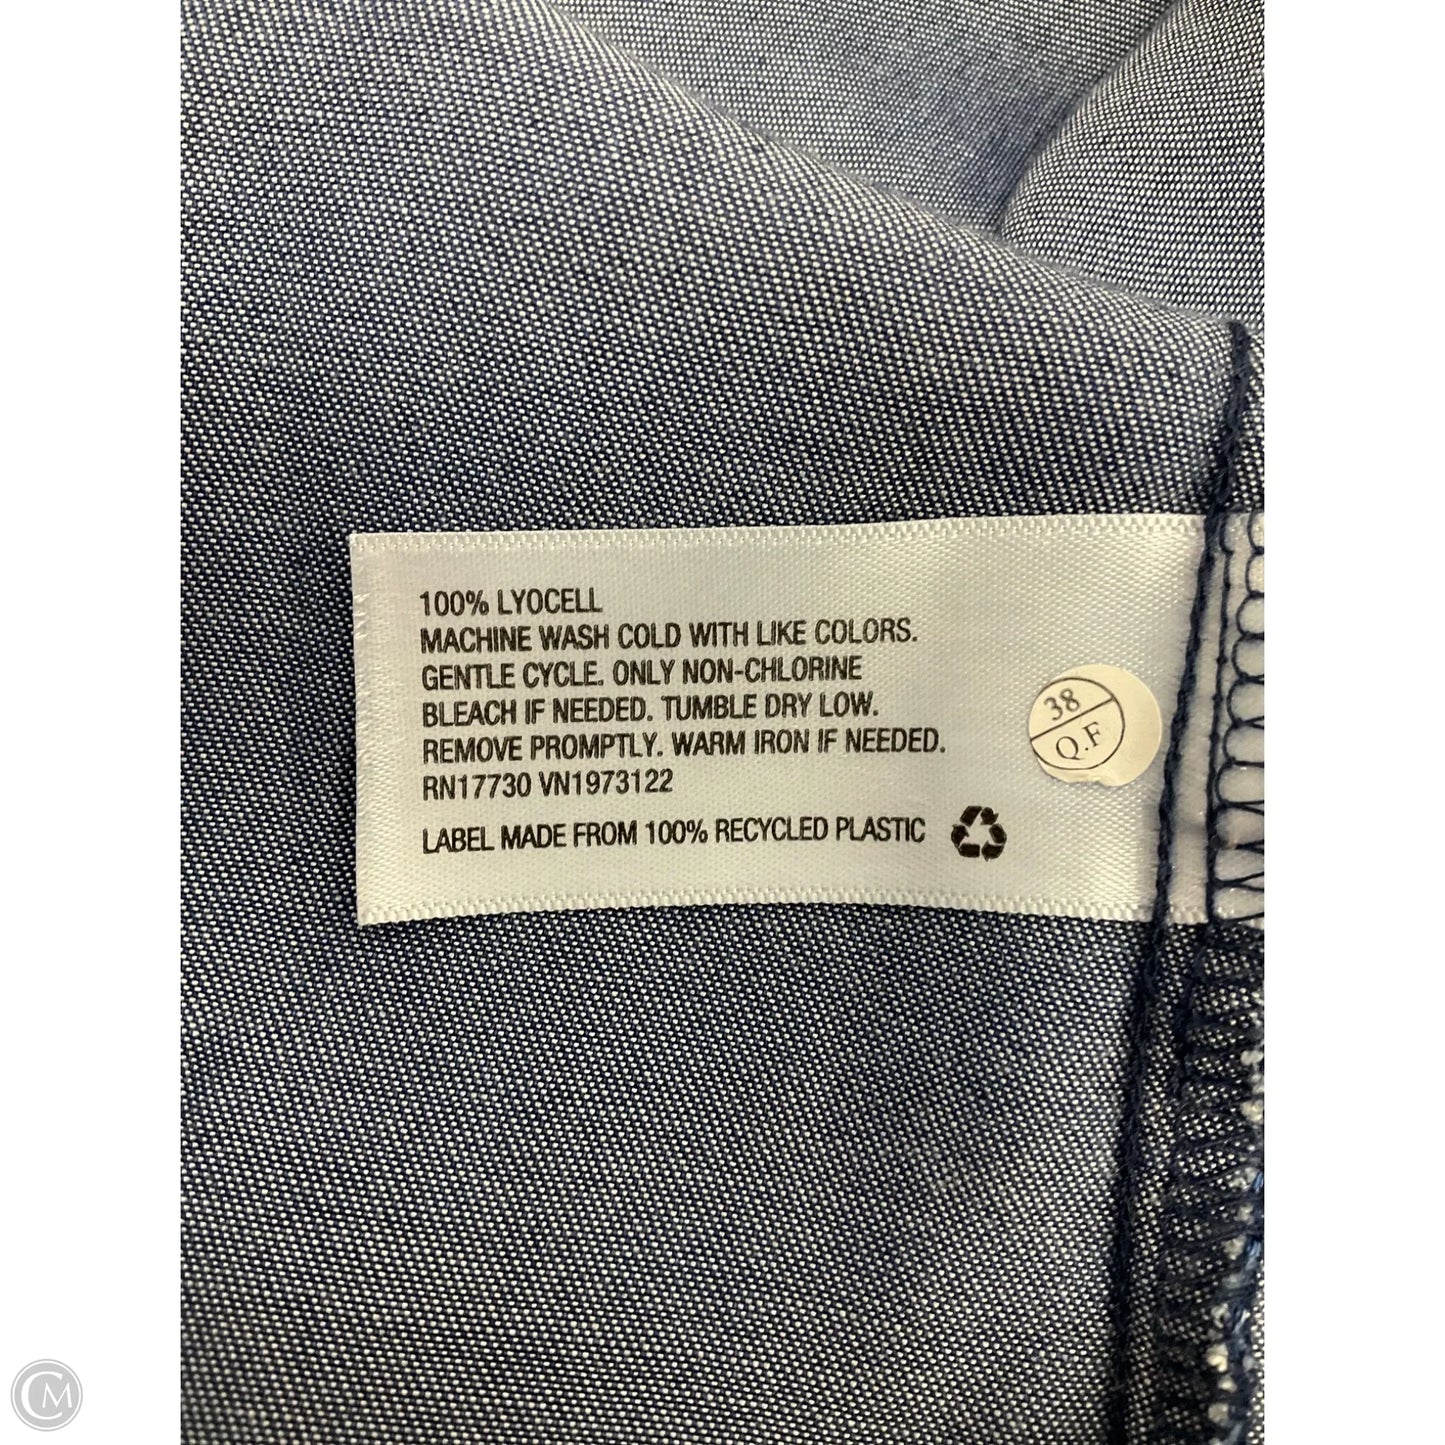 100% LYOCELL
MACHINE WASH COLD WITH LIKE COLORS.
GENTLE CYCLE. ONLY NON-CHLORINE
BLEACH IF NEEDED. TUMBLE DRY LOW.
REMOVE PROMPTLY. WARM IRON IF NEEDED.
RN17730 VN1973122
LABEL MADE FROM 100% RECYCLED PLASTIC
38
Q.F
CM